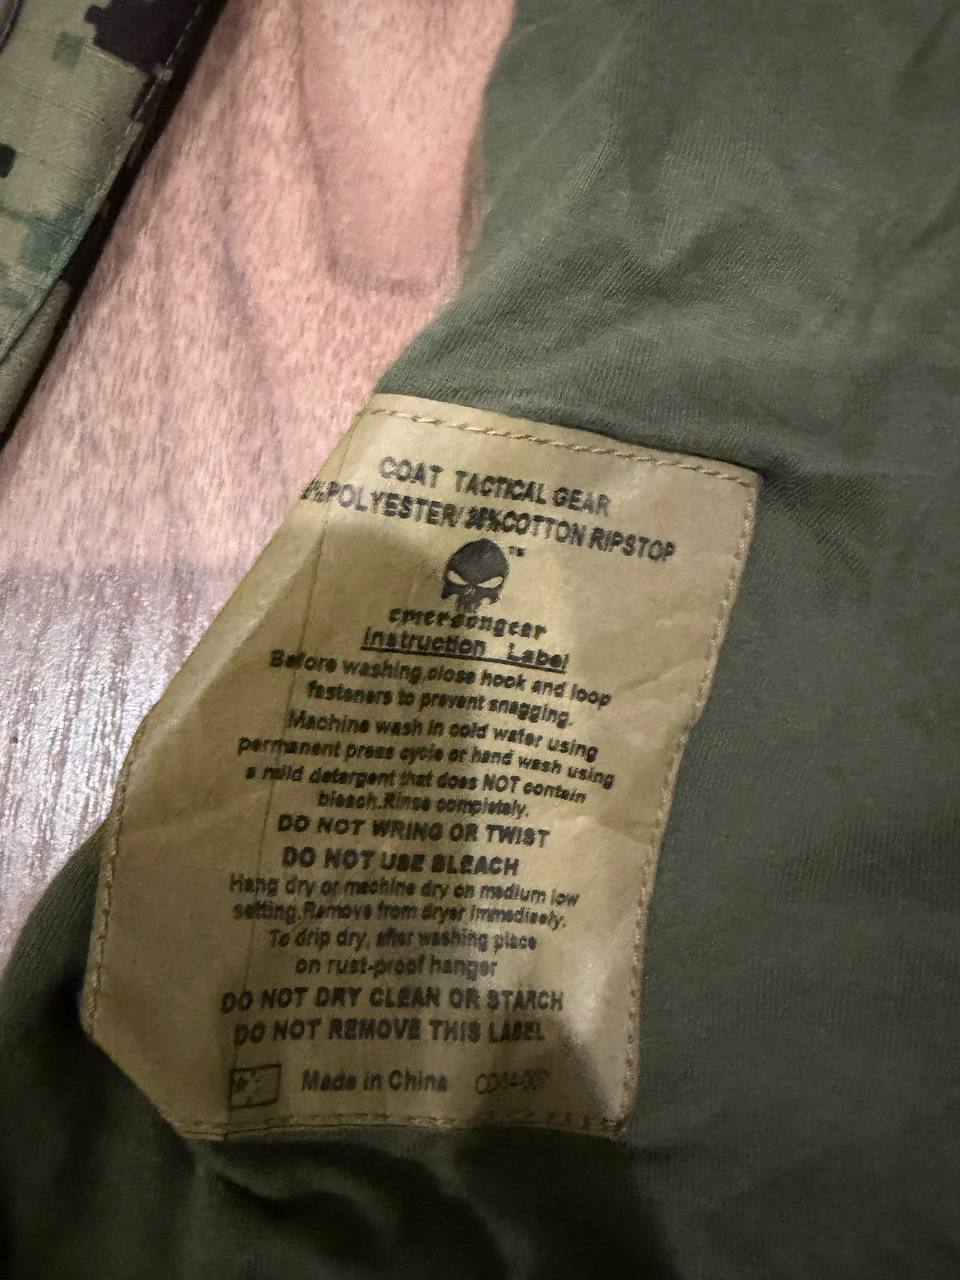 COAT TACTICAL GEAR
%POLYESTER/ COTTON RIPSTOP
TM
emersongear
Instruction Label
Before washing,close hook and loop
fasteners to prevent snagging.
Machine wash in cold water using
permanent press cycle or hand wash using
a mild detergent that does NOT contain
bleach.Rinse completely.
DO NOT WRING OR TWIST
DO NOT USE BLEACH
Hang dry or machine dry on medium low
setting.Remove from dryer immediately.
To drip dry, after washing place
on rust-proof hanger
DO NOT DRY CLEAN OR STARCH
DO NOT REMOVE THIS LABEL
Made in China